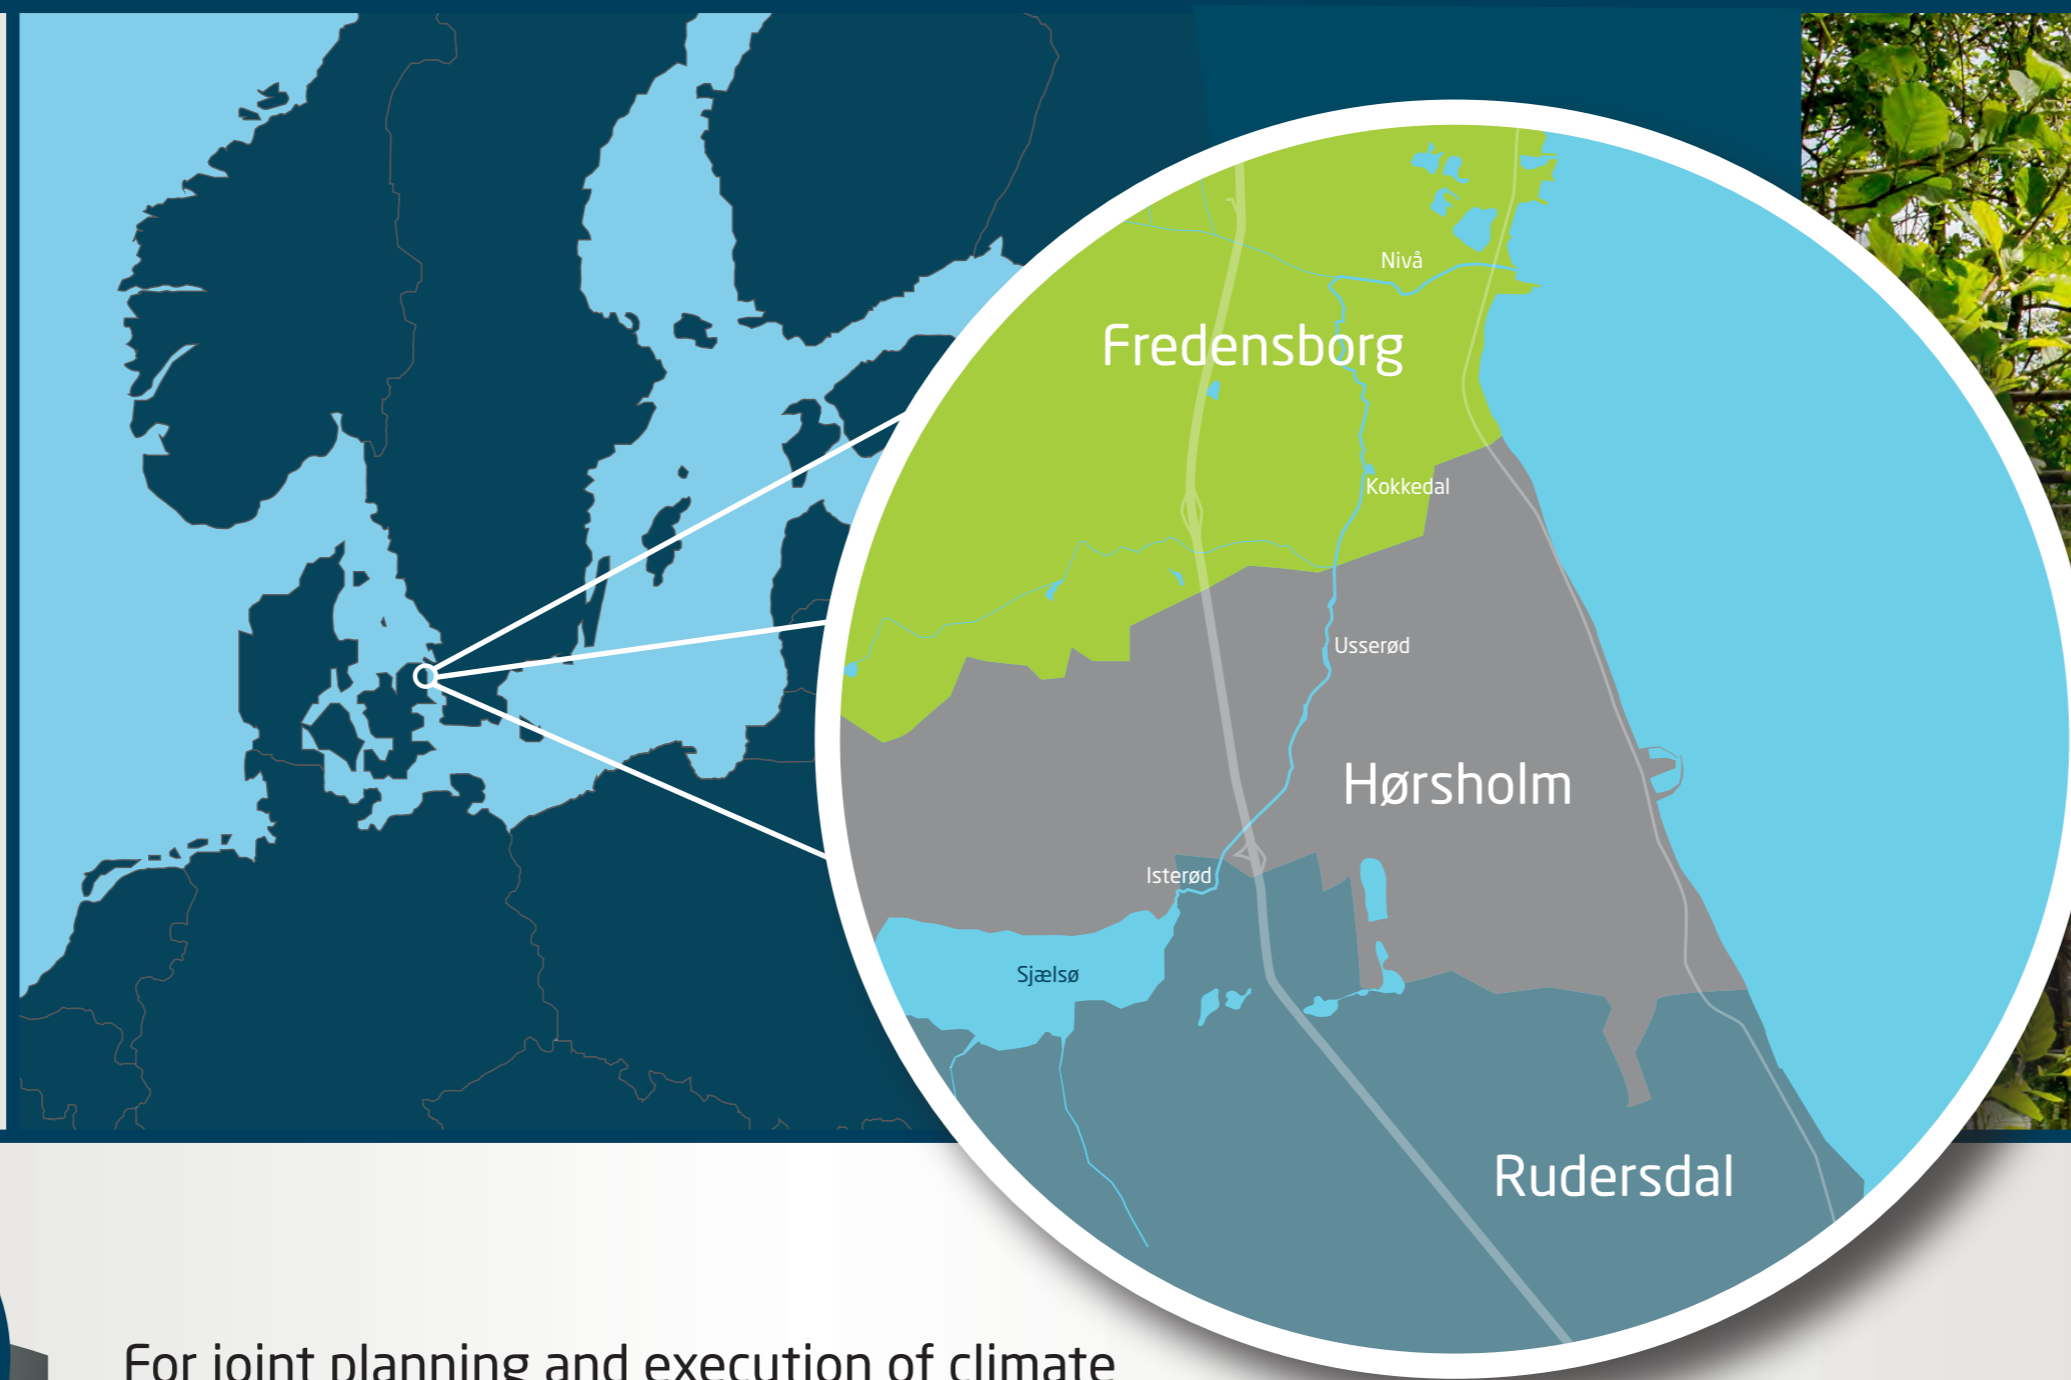 Nivå
Fredensborg
Kokkedal
Usserød
Hørsholm
Isterød
Sjælsø
Rudersdal
For joint planning and execution of climate